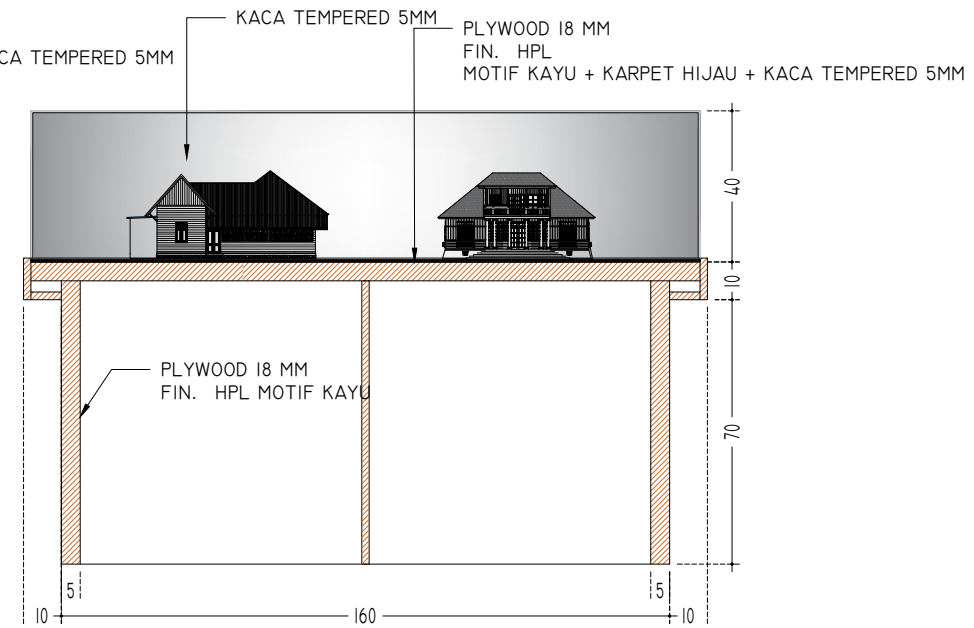 KACA TEMPERED 5MM
CA TEMPERED 5MM
PLYWOOD 18 MM
FIN. HPL
MOTIF KAYU + KARPET HIJAU + KACA TEMPERED 5MM
40
10
PLYWOOD 18 MM
FIN. HPL MOTIF KAYU
70
5
5
10
160
10